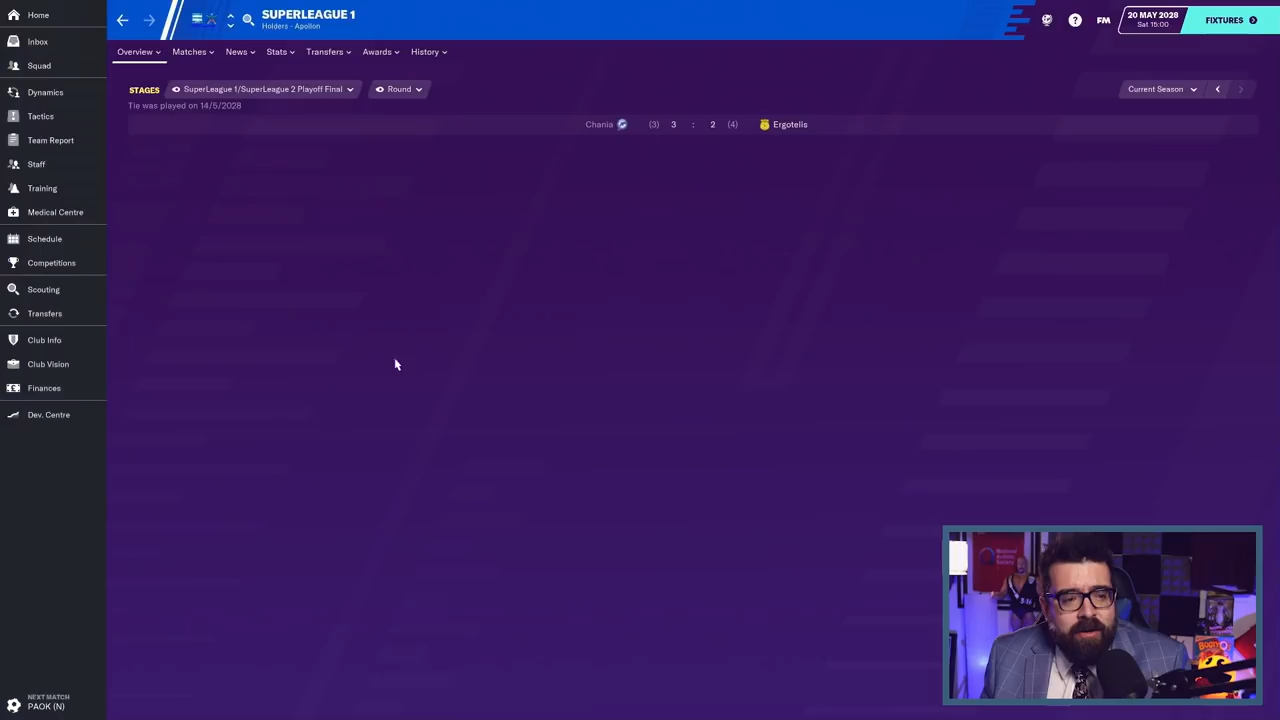 Home
SUPERLEAGUE 1
Holders - Apollon
FM
20 MAY 2028
Sat 15:00
FIXTURES
Inbox
Squad
Dynamics
Tactics
Team Report
Staff
Training
Medical Centre
Schedule
Competitions
Scouting
Transfers
Club Info
Club Vision
Finances
Dev. Centre
NEXT MATCH
PAOK (N)
Overview
Matches
News
Stats
Transfers
Awards
History
STAGES
SuperLeague 1/SuperLeague 2 Playoff Final
Round
Current Season
Tie was played on 14/5/2028
Chania (3) 3 : 2 (4) Ergotelis